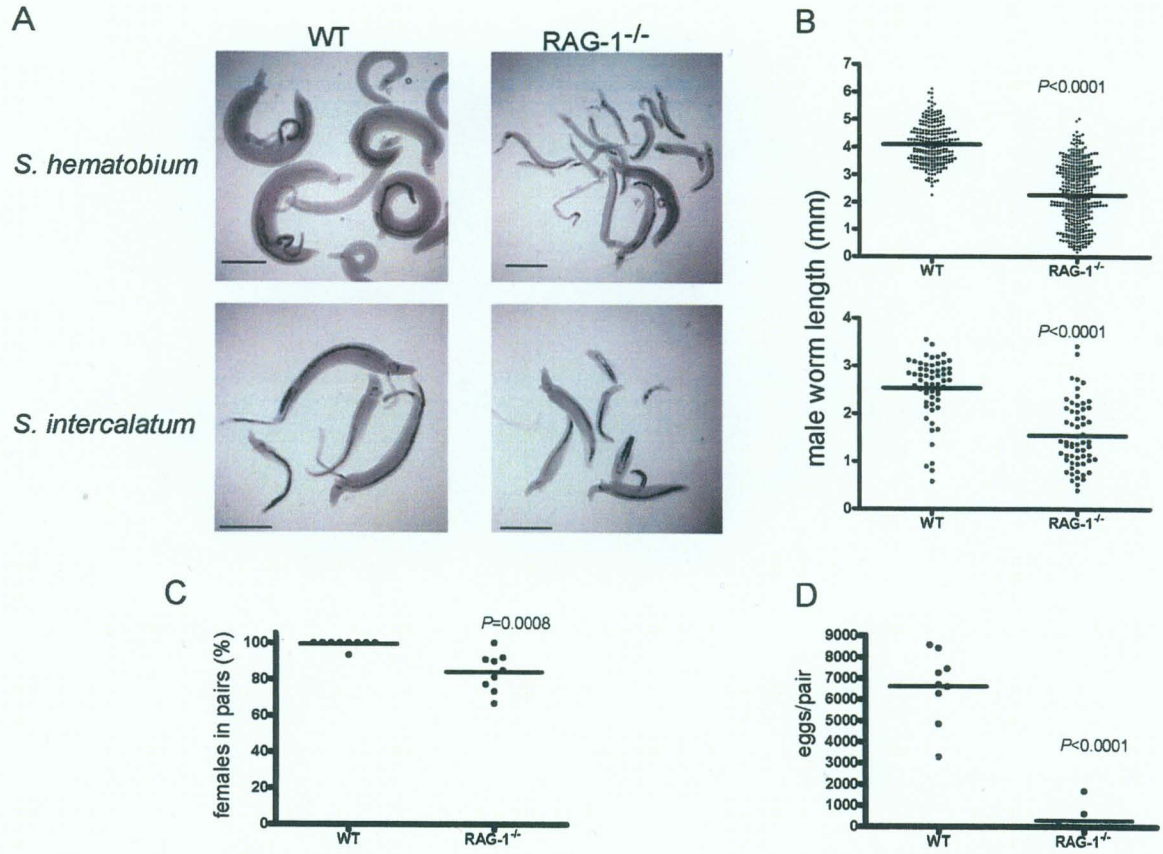 A
WT
RAG-1-/-
S. hematobium
S. intercalatum
B
male worm length (mm)
7
6
5
4
3
2
1
0
P<0.0001
WT
RAG-1-/-
4
3
2
1
0
P<0.0001
WT
RAG-1-/-
C
females in pairs (%)
100
80
60
40
20
0
P=0.0008
WT
RAG-1-/-
D
eggs/pair
9000
8000
7000
6000
5000
4000
3000
2000
1000
0
P<0.0001
WT
RAG-1-/-